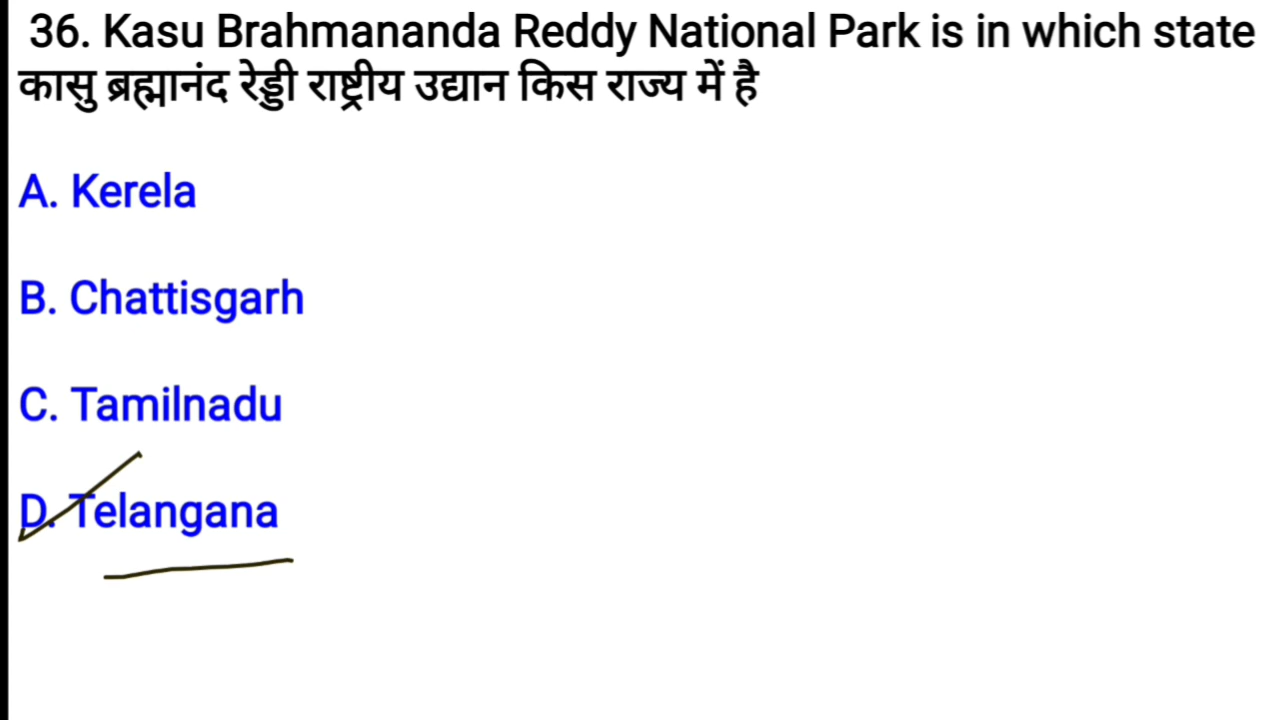 36. Kasu Brahmananda Reddy National Park is in which state
कासु ब्रह्मानंद रेड्डी राष्ट्रीय उद्यान किस राज्य में है
A. Kerela
B. Chattisgarh
C. Tamilnadu
D. Telangana